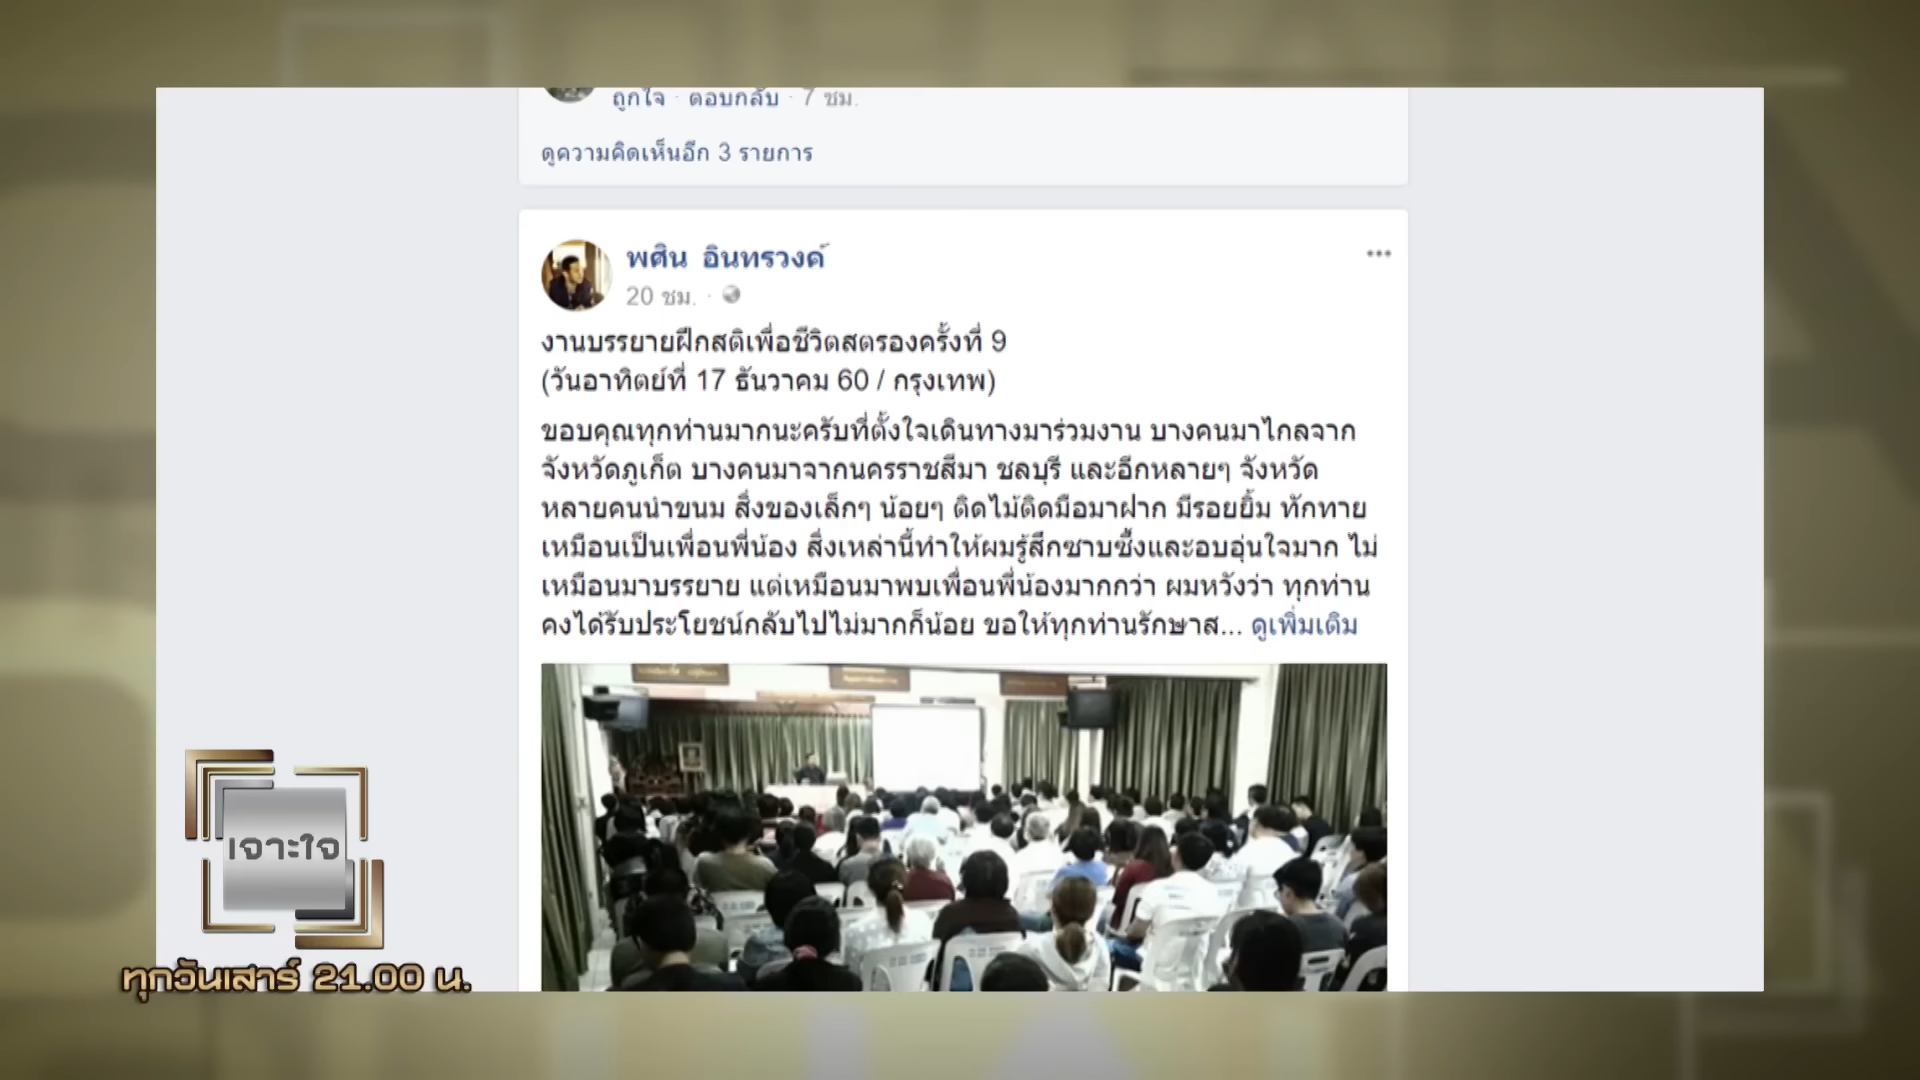 ถูกใจ · ตอบกลับ · 7 ชม.
ดูความคิดเห็นอีก 3 รายการ
พศิน อินทรวงค์
20 ชม. ·
งานบรรยายฝึกสติเพื่อชีวิตสตรองครั้งที่ 9
(วันอาทิตย์ที่ 17 ธันวาคม 60 / กรุงเทพ)
ขอบคุณทุกท่านมากนะครับที่ตั้งใจเดินทางมาร่วมงาน บางคนมาไกลจาก
จังหวัดภูเก็ต บางคนมาจากนครราชสีมา ชลบุรี และอีกหลายๆ จังหวัด
หลายคนนำขนม สิ่งของเล็กๆ น้อยๆ ติดไม้ติดมือมาฝาก มีรอยยิ้ม ทักทาย
เหมือนเป็นเพื่อนพี่น้อง สิ่งเหล่านี้ทำให้ผมรู้สึกซาบซึ้งและอบอุ่นใจมาก ไม่
เหมือนมาบรรยาย แต่เหมือนมาพบเพื่อนพี่น้องมากกว่า ผมหวังว่า ทุกท่าน
คงได้รับประโยชน์กลับไปไม่มากก็น้อย ขอให้ทุกท่านรักษาส... ดูเพิ่มเติม
เจาะใจ
ทุกวันเสาร์ 21.00 น.